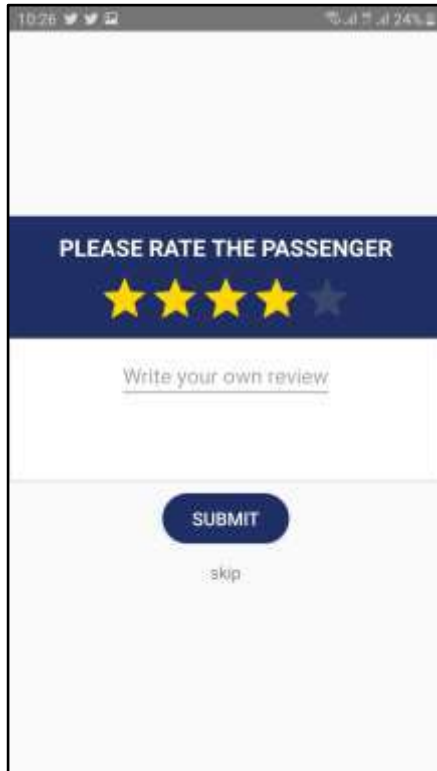 10:26
24%
PLEASE RATE THE PASSENGER
Write your own review
SUBMIT
skip